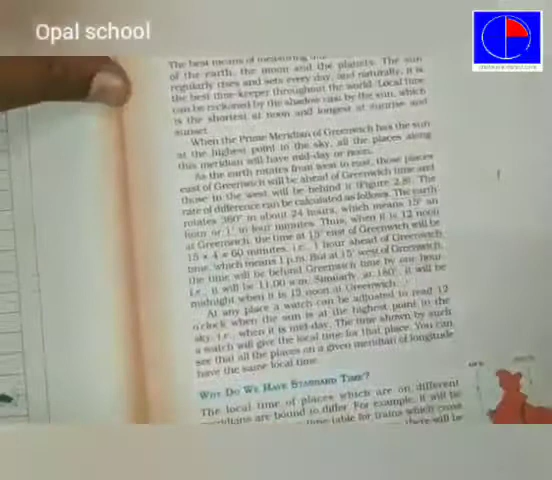 Opal school
The best means of measuring
of the earth, the moon and the planets. The sun
regularly rises and sets every day, and naturally, it is
the best time-keeper throughout the world. Local time
can be reckoned by the shadow cast by the sun, which
is the shortest at noon and longest at sunrise and
sunset.
When the Prime Meridian of Greenwich has the sun
at the highest point in the sky, all the places along
this meridian will have mid-day or noon.
As the earth rotates from west to east, those places
east of Greenwich will be ahead of Greenwich time and
those to the west will be behind it (Figure 2.8). The
rate of difference can be calculated as follows. The earth
rotates 360° in about 24 hours, which means 15° an
hour or 1° in four minutes. Thus, when it is 12 noon
at Greenwich, the time at 15° east of Greenwich will be
15 × 4 = 60 minutes, i.e., 1 hour ahead of Greenwich
time, which means 1 p.m. But at 15° west of Greenwich,
the time will be behind Greenwich time by one hour,
i.e., it will be 11.00 a.m. Similarly, at 180°, it will be
midnight when it is 12 noon at Greenwich.
At any place a watch can be adjusted to read 12
o'clock when the sun is at the highest point in the
sky, i.e., when it is mid-day. The time shown by such
a watch will give the local time for that place. You can
see that all the places on a given meridian of longitude
have the same local time.
WHY DO WE HAVE STANDARD TIME?
The local time of places which are on different
meridians are bound to differ. For example, it will be
time-table for trains which cross
there will be